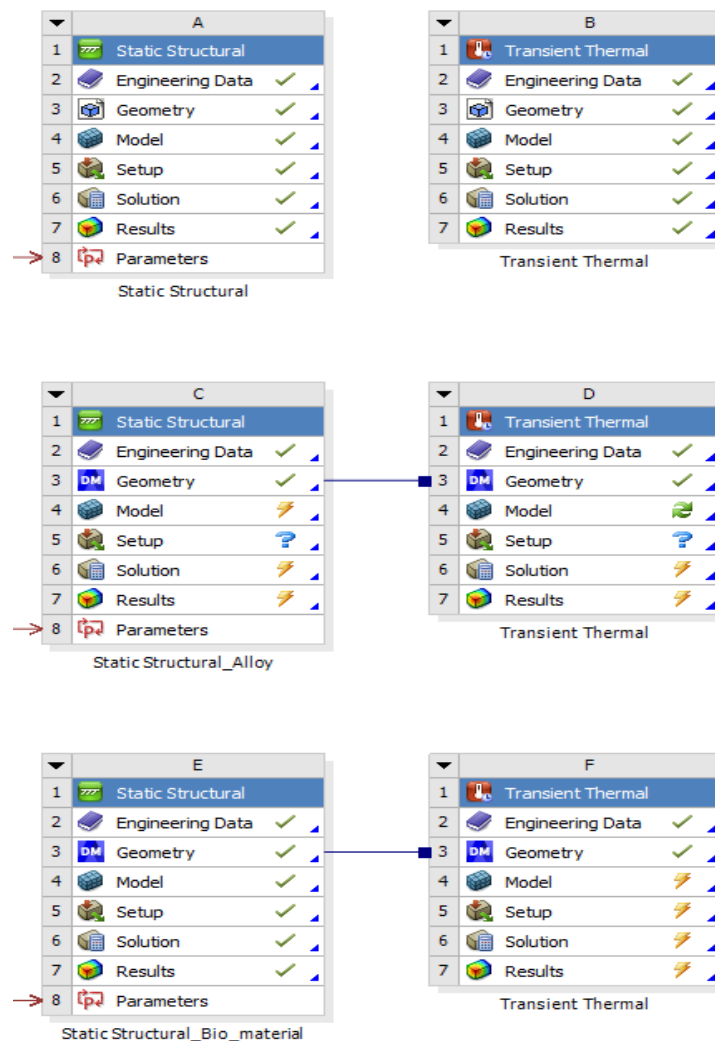 A
1 Static Structural
2 Engineering Data
3 Geometry
4 Model
5 Setup
6 Solution
7 Results
8 Parameters
Static Structural
B
1 Transient Thermal
2 Engineering Data
3 Geometry
4 Model
5 Setup
6 Solution
7 Results
Transient Thermal
C
1 Static Structural
2 Engineering Data
3 DM Geometry
4 Model
5 Setup ?
6 Solution
7 Results
8 Parameters
Static Structural_Alloy
D
1 Transient Thermal
2 Engineering Data
3 DM Geometry
4 Model
5 Setup ?
6 Solution
7 Results
Transient Thermal
E
1 Static Structural
2 Engineering Data
3 DM Geometry
4 Model
5 Setup
6 Solution
7 Results
8 Parameters
Static Structural_Bio_material
F
1 Transient Thermal
2 Engineering Data
3 DM Geometry
4 Model
5 Setup
6 Solution
7 Results
Transient Thermal